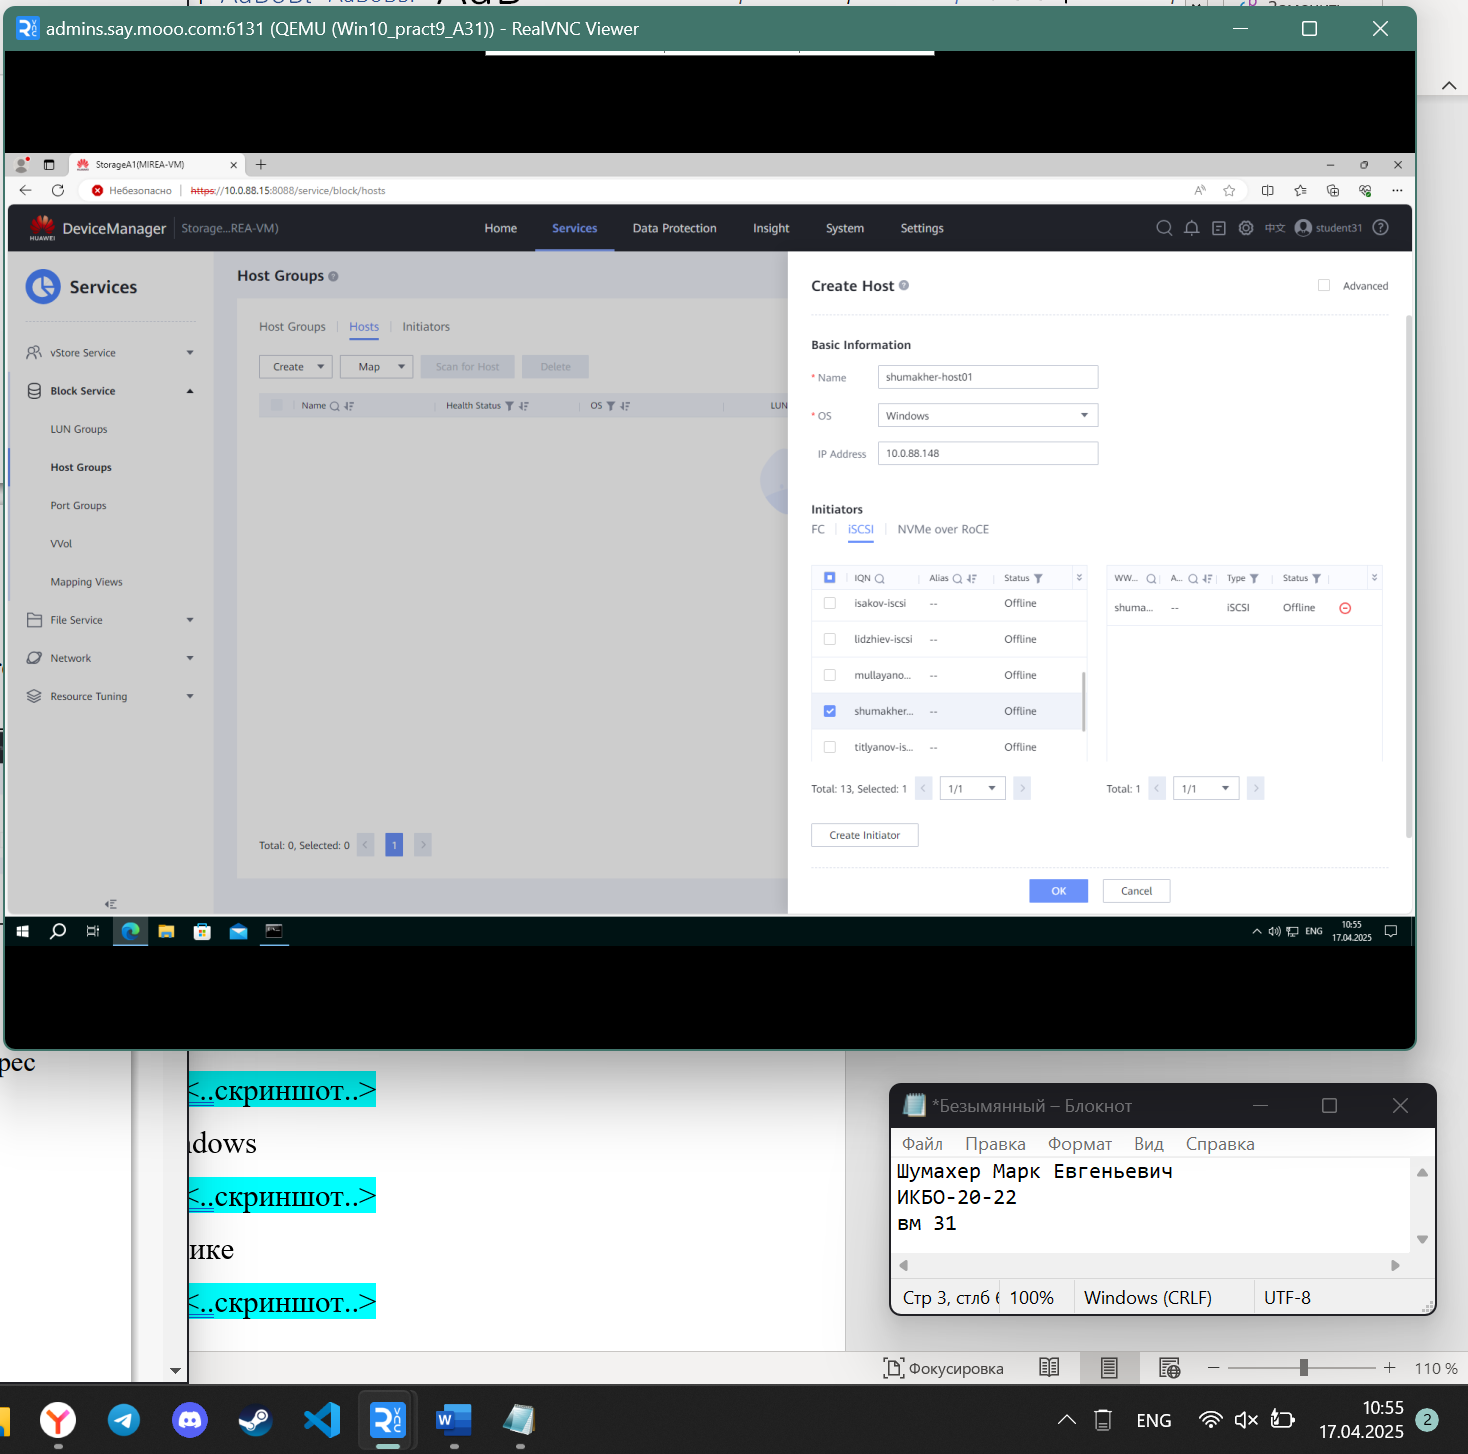 admins.say.mooo.com:6131 (QEMU (Win10_pract9_A31)) - RealVNC Viewer
StorageA1(MIREA-VM)
Небезопасно
https://10.0.88.15:8088/service/block/hosts
HUAWEI
DeviceManager
Storage...REA-VM)
Home
Services
Data Protection
Insight
System
Settings
中文
student31
Services
vStore Service
Block Service
LUN Groups
Host Groups
Port Groups
VVol
Mapping Views
File Service
Network
Resource Tuning
Host Groups
Host Groups
Hosts
Initiators
Create
Map
Scan for Host
Delete
Name
Health Status
OS
LUN
Total: 0, Selected: 0
1
Create Host
Advanced
Basic Information
* Name
shumakher-host01
* OS
Windows
IP Address
10.0.88.148
Initiators
FC
iSCSI
NVMe over RoCE
IQN
Alias
Status
isakov-iscsi -- Offline
lidzhiev-iscsi -- Offline
mullayano... -- Offline
shumakher... -- Offline
titlyanov-is... -- Offline
Total: 13, Selected: 1
1/1
WW...
A...
Type
Status
shuma... -- iSCSI Offline
Total: 1
1/1
Create Initiator
OK
Cancel
ENG
10:55
17.04.2025
рес
<..скриншот..>
dows
<..скриншот..>
ике
<..скриншот..>
*Безымянный – Блокнот
Файл Правка Формат Вид Справка
Шумахер Марк Евгеньевич
ИКБО-20-22
вм 31
Стр 3, стлб
100%
Windows (CRLF)
UTF-8
Фокусировка
110 %
ENG
10:55
17.04.2025
2